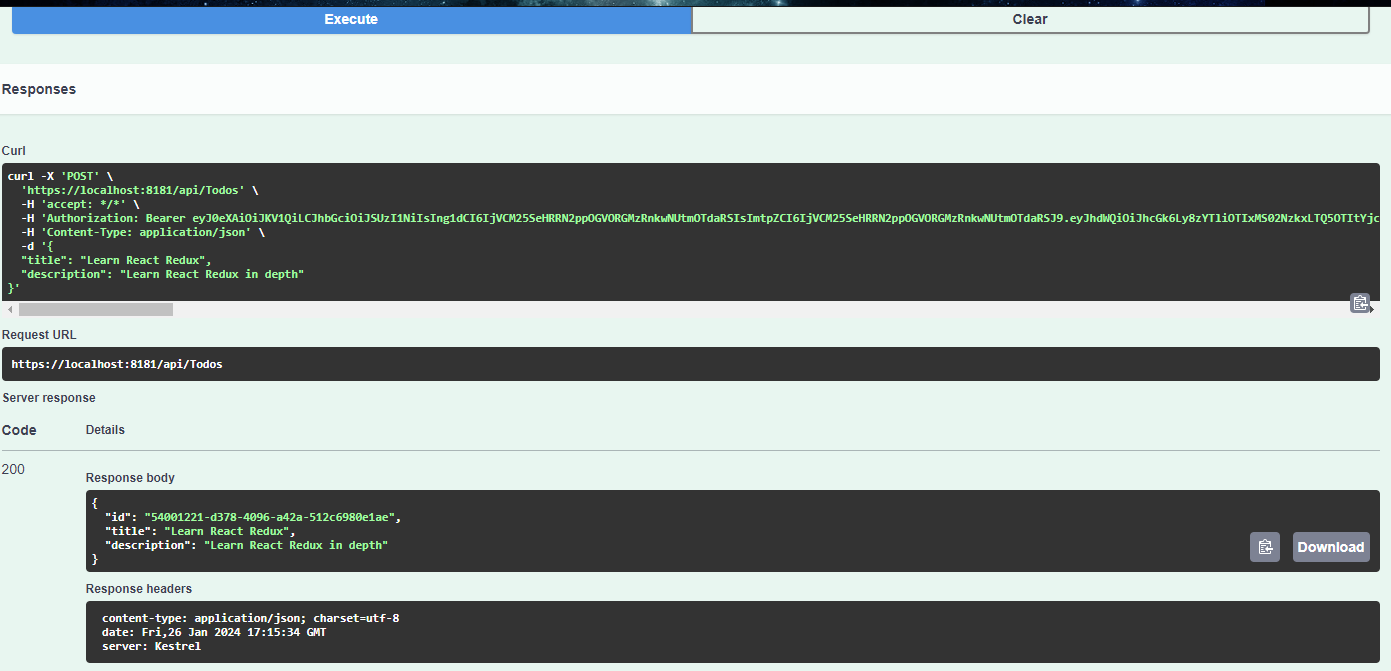 Execute
Clear
Responses
Curl
curl -X 'POST' \
'https://localhost:8181/api/Todos' \
-H 'accept: */*' \
-H 'Authorization: Bearer eyJ0eXAiOiJKV1QiLCJhbGciOiJSUzI1NiIsIng1dCI6IjVCM25SeHRRN2ppOGVORGMzRnkwNUtmOTdaRSIsImtpZCI6IjVCM25SeHRRN2ppOGVORGMzRnkwNUtmOTdaRSJ9.eyJhdWQiOiJhcGk6Ly8zYTliOTIxMS02NzkxLTQ5OTItYjc
-H 'Content-Type: application/json' \
-d '{
"title": "Learn React Redux",
"description": "Learn React Redux in depth"
}'
Request URL
https://localhost:8181/api/Todos
Server response
Code Details
200
Response body
{
"id": "54001221-d378-4096-a42a-512c6980e1ae",
"title": "Learn React Redux",
"description": "Learn React Redux in depth"
}
Download
Response headers
content-type: application/json; charset=utf-8
date: Fri,26 Jan 2024 17:15:34 GMT
server: Kestrel